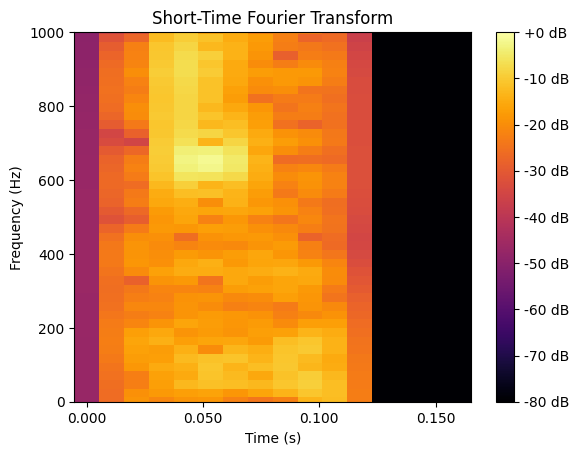 Short-Time Fourier Transform
1000
800
600
400
200
0
Frequency (Hz)
0.000
0.050
0.100
0.150
Time (s)
+0 dB
-10 dB
-20 dB
-30 dB
-40 dB
-50 dB
-60 dB
-70 dB
-80 dB